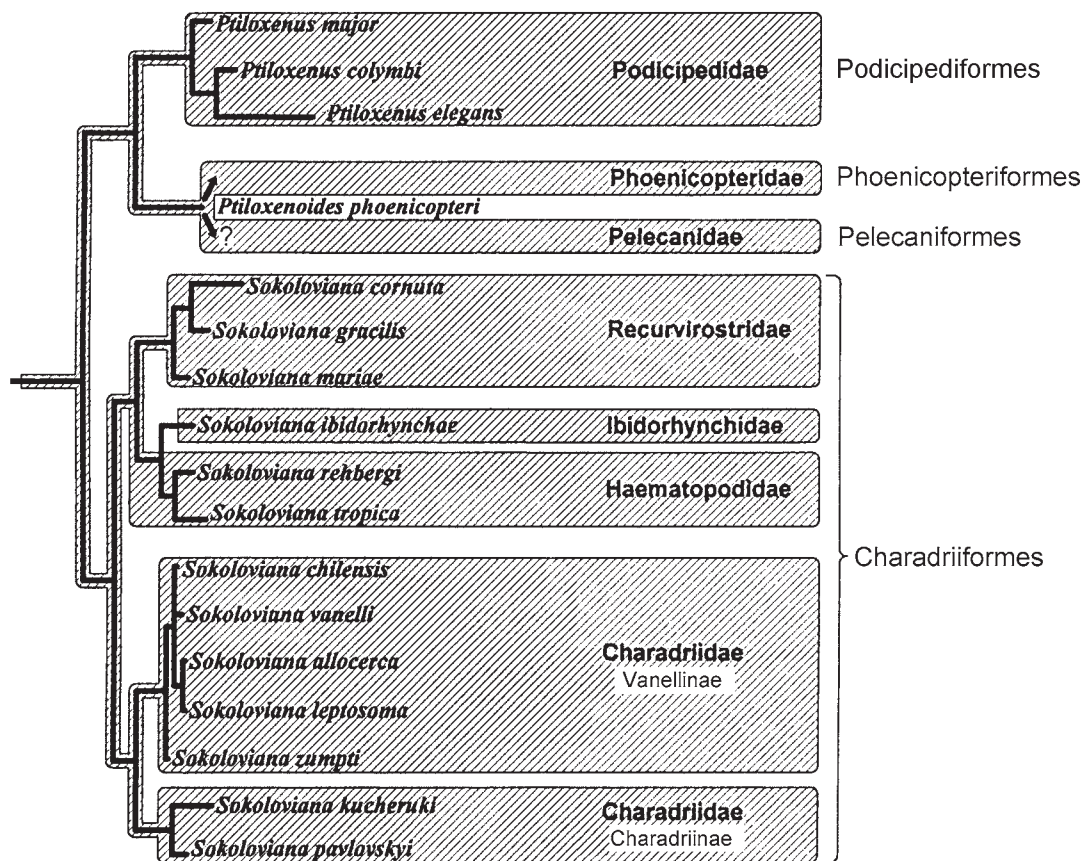 Ptiloxenus major
Ptiloxenus colymbi
Podicipedidae
Podicipediformes
Ptiloxenus elegans
Phoenicopteridae
Phoenicopteriformes
Ptiloxenoides phoenicopteri
?
Pelecanidae
Pelecaniformes
Sokoloviana cornuta
Sokoloviana gracilis
Recurvirostridae
Sokoloviana mariae
Sokoloviana ibidorhynchae
Ibidorhynchidae
Sokoloviana rehbergi
Haematopodidae
Sokoloviana tropica
Charadriiformes
Sokoloviana chilensis
Sokoloviana vanelli
Sokoloviana allocerca
Charadriidae
Vanellinae
Sokoloviana leptosoma
Sokoloviana zumpti
Sokoloviana kucheruki
Charadriidae
Charadriinae
Sokoloviana pavlovskyi